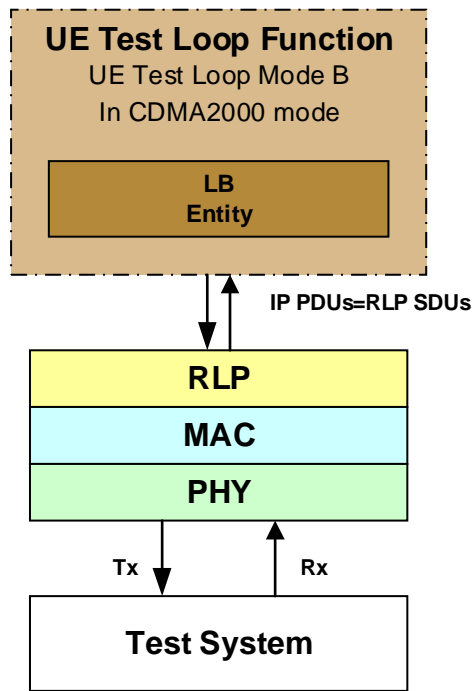 UE Test Loop Function
UE Test Loop Mode B
In CDMA2000 mode
LB
Entity
IP PDUs=RLP SDUs
RLP
MAC
PHY
Tx
Rx
Test System